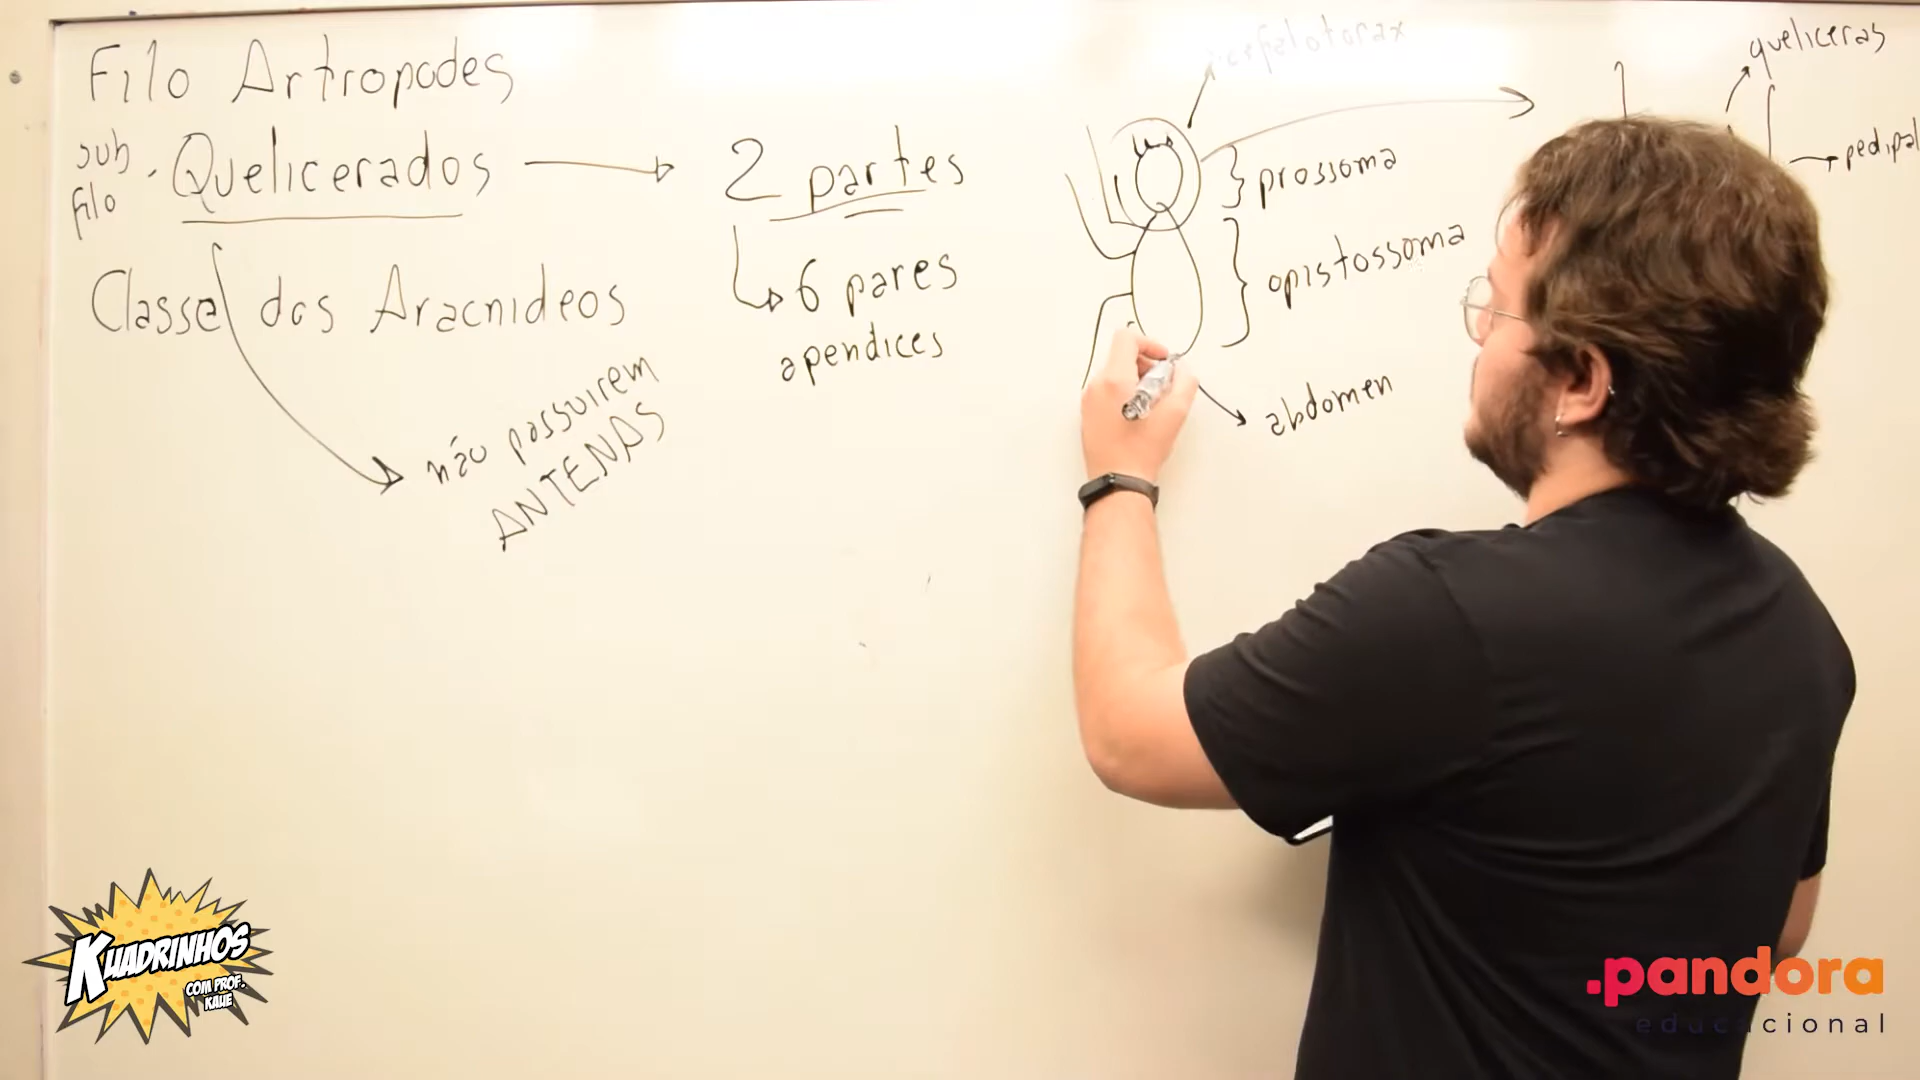 Filo Artropodes
sub
filo
. Quelicerados
2 partes
6 pares
apendices
Classe dos Aracnideos
não possuirem
ANTENAS
cefalotorax
prossoma
opistossoma
abdomen
queliceras
pedipal
KUADRINHOS
COM PROF.
KAUE
.pandora
educacional